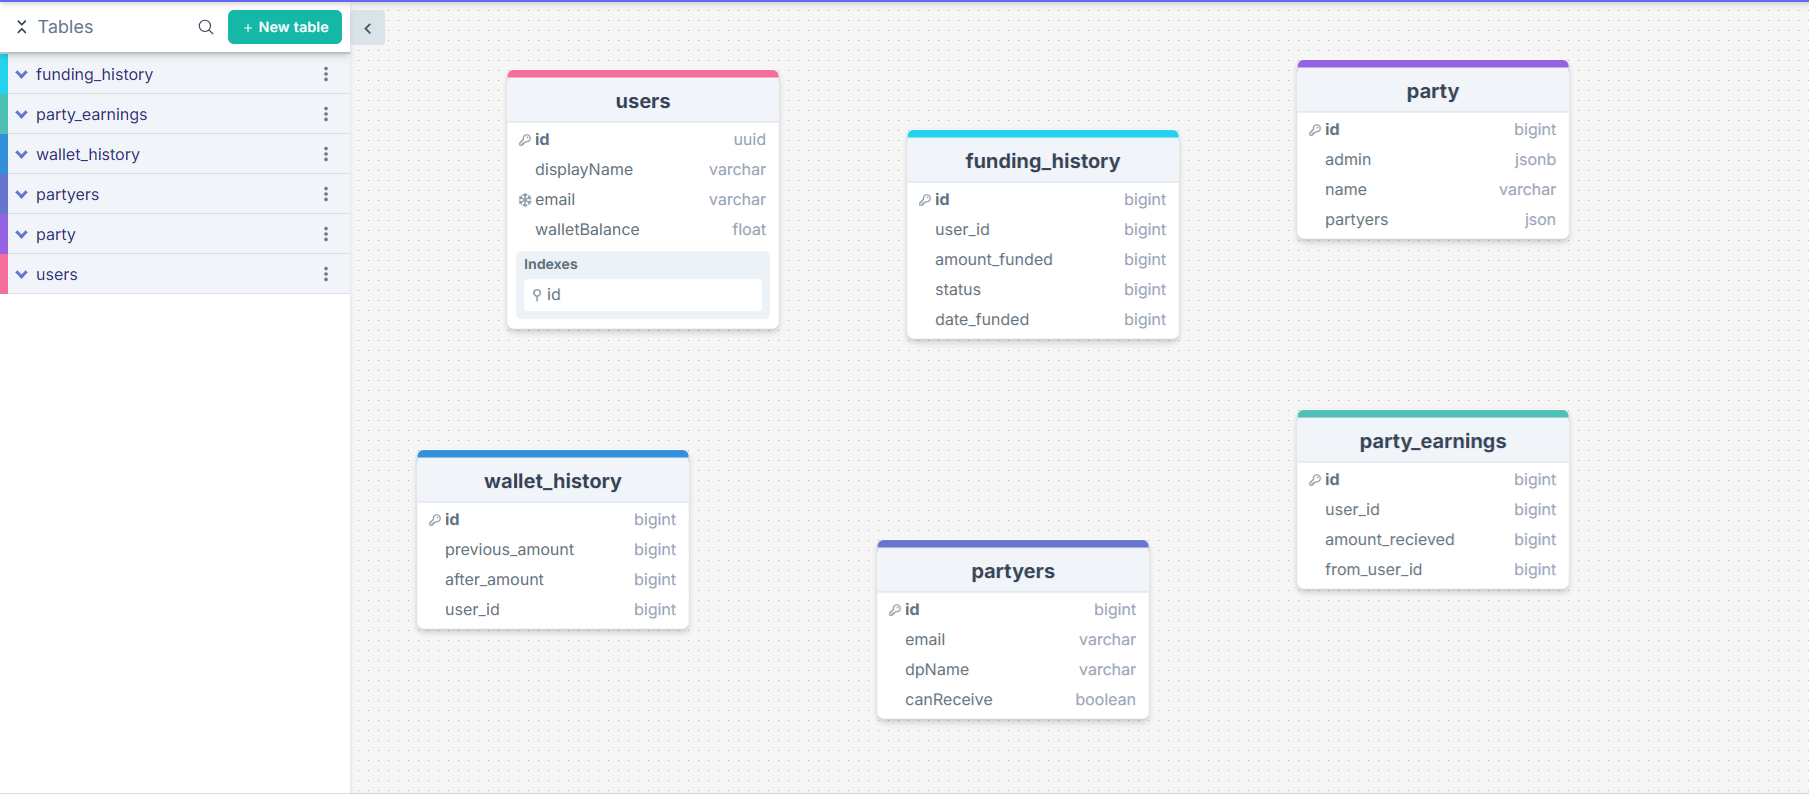 Tables
+ New table
funding_history
party_earnings
wallet_history
partyers
party
users
users
id uuid
displayName varchar
email varchar
walletBalance float
Indexes
id
funding_history
id bigint
user_id bigint
amount_funded bigint
status bigint
date_funded bigint
party
id bigint
admin jsonb
name varchar
partyers json
wallet_history
id bigint
previous_amount bigint
after_amount bigint
user_id bigint
partyers
id bigint
email varchar
dpName varchar
canReceive boolean
party_earnings
id bigint
user_id bigint
amount_recieved bigint
from_user_id bigint